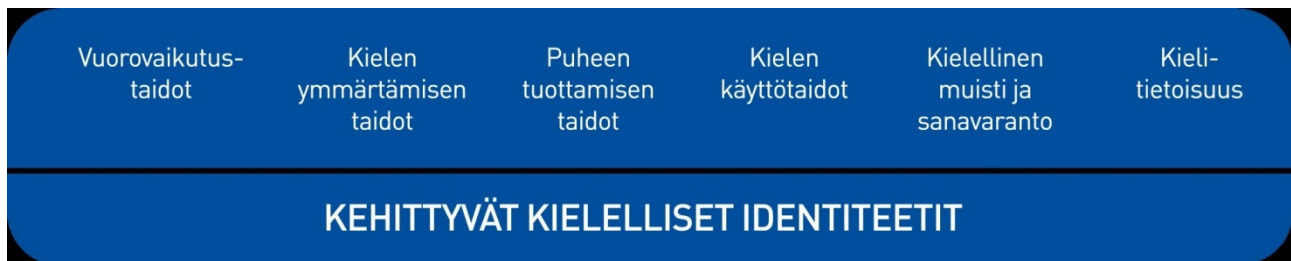 Vuorovaikutus-
taidot
Kielen
ymmärtämisen
taidot
Puheen
tuottamisen
taidot
Kielen
käyttötaidot
Kielellinen
muisti ja
sanavaranto
Kieli-
tietoisuus
KEHITTYVÄT KIELELLISET IDENTITEETIT